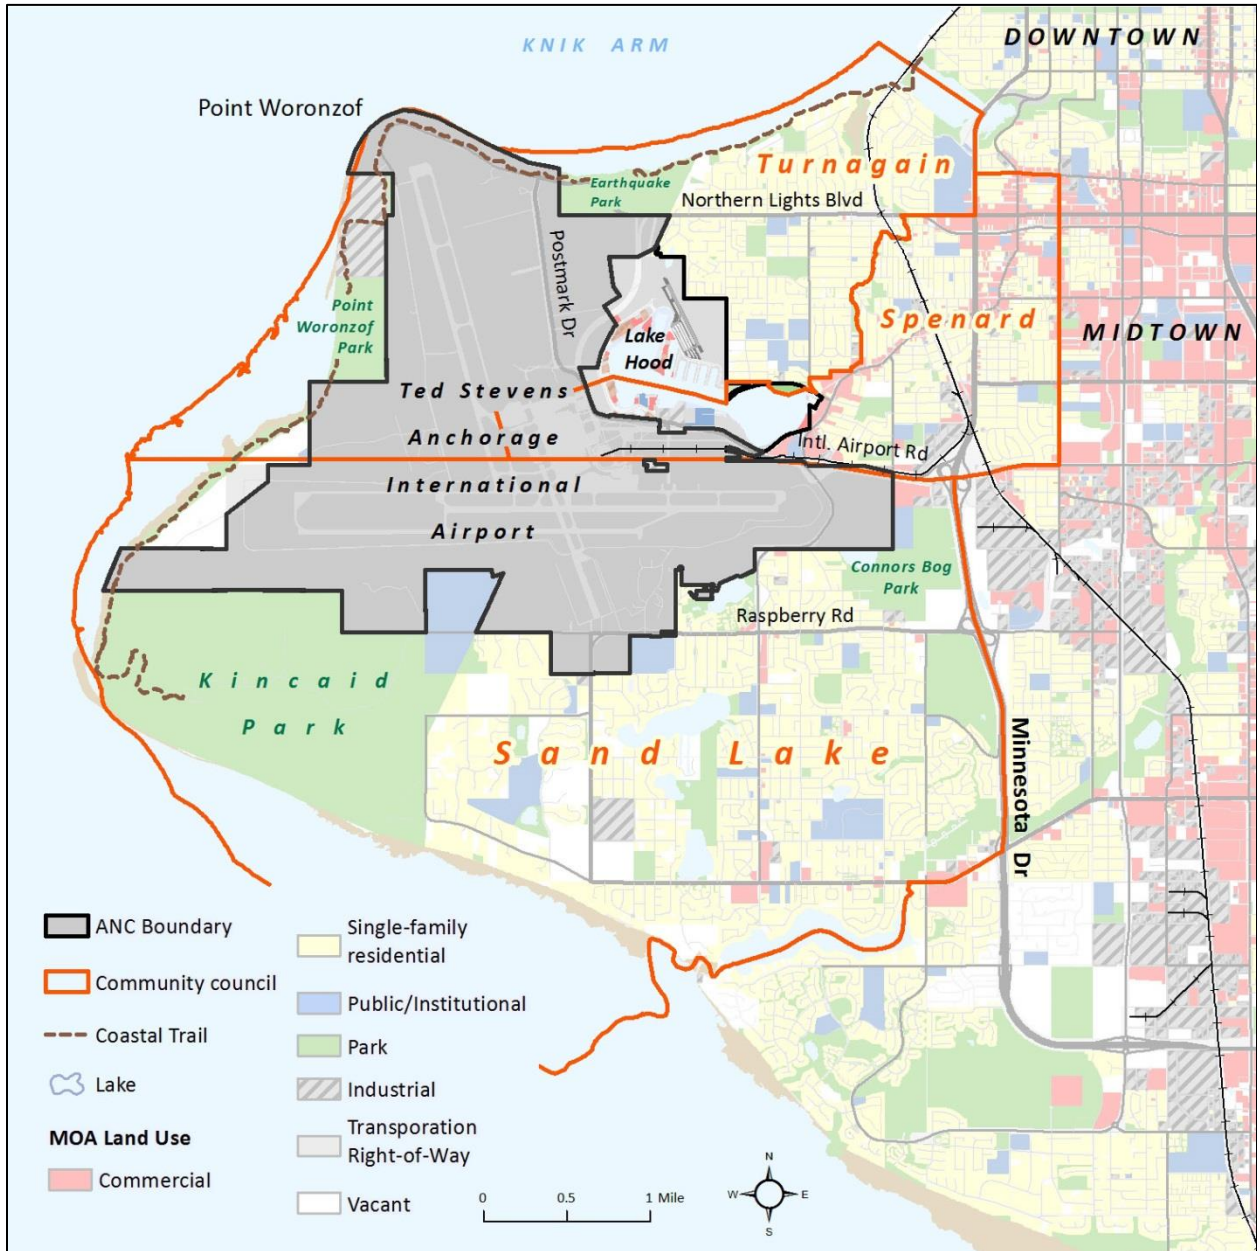 KNIK ARM
DOWNTOWN
Point Woronzof
Turnagain
Earthquake
Park
Northern Lights Blvd
Postmark Dr
Point
Woronzof
Park
Spenard
MIDTOWN
Lake
Hood
Ted Stevens
Anchorage
International
Airport
Intl. Airport Rd
Connors Bog
Park
Raspberry Rd
Kincaid
Park
Sand Lake
Minnesota Dr
ANC Boundary
Community council
Coastal Trail
Lake
MOA Land Use
Commercial
Single-family
residential
Public/Institutional
Park
Industrial
Transporation
Right-of-Way
Vacant
0 0.5 1 Mile
N
W E
S